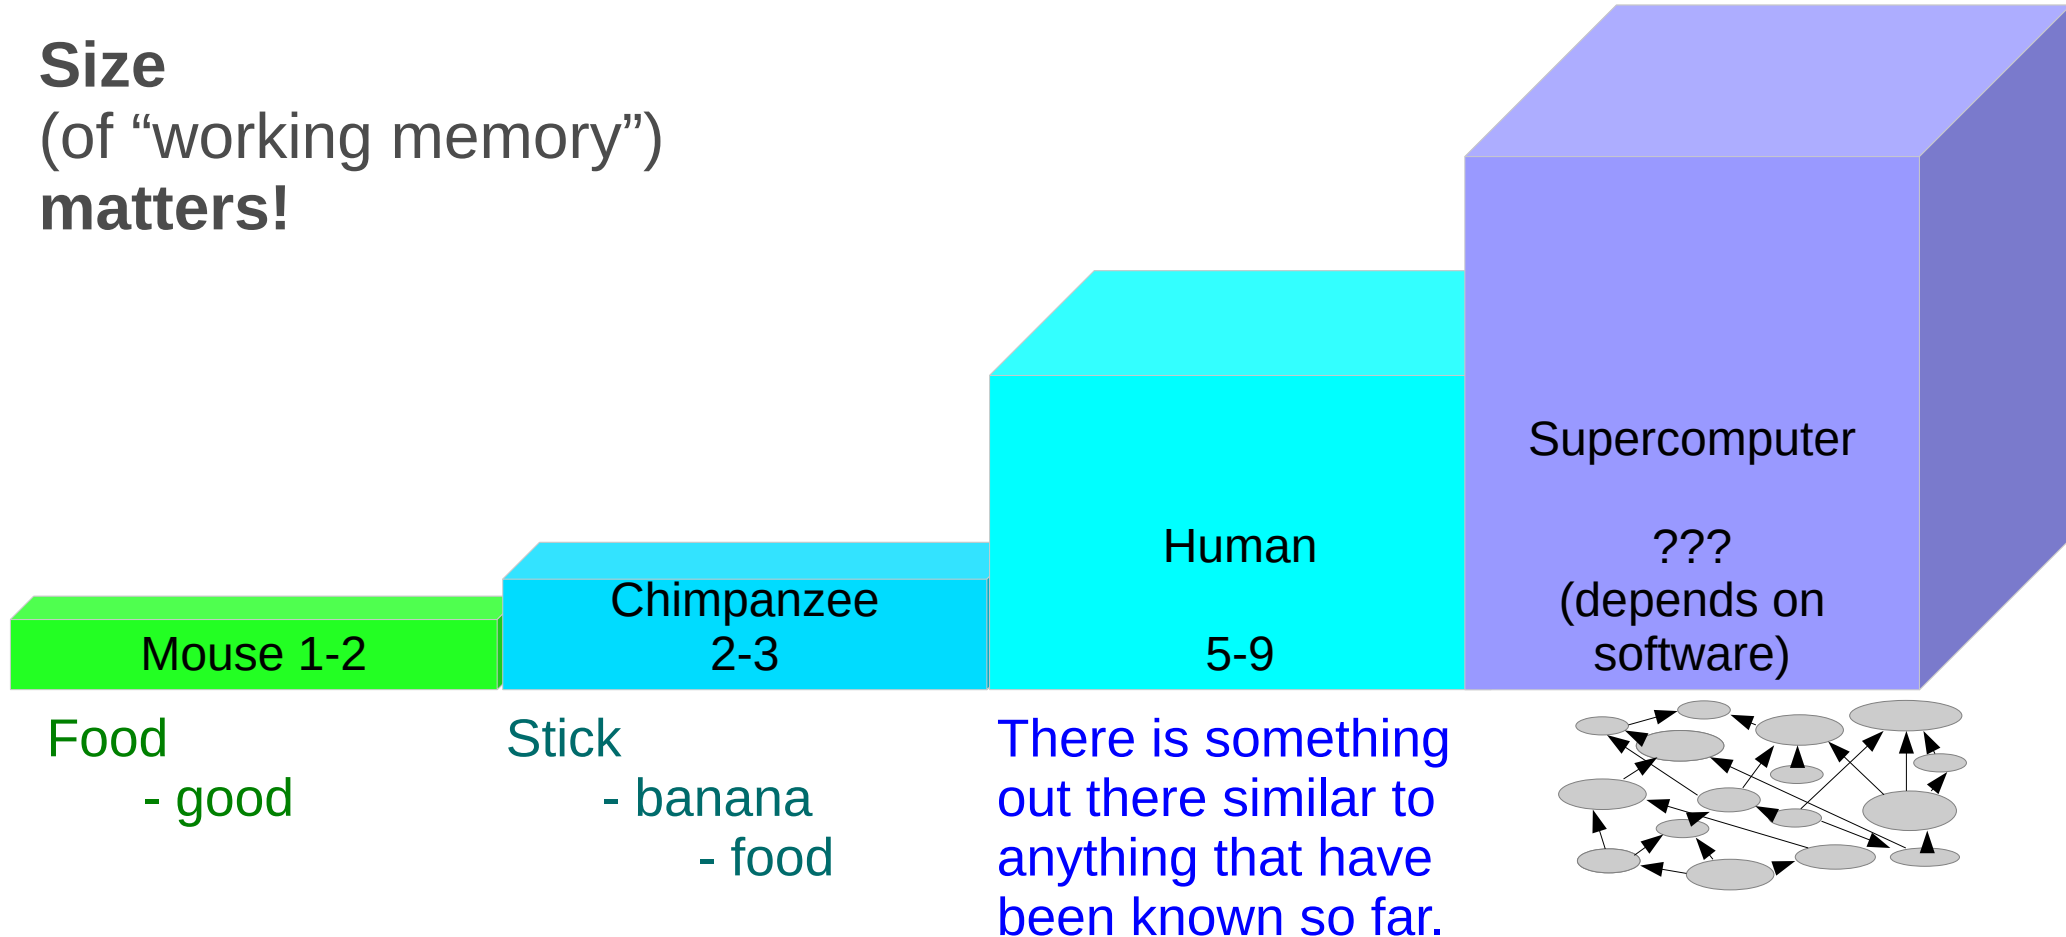 Size
(of “working memory”)
matters!
Mouse 1-2
Chimpanzee
2-3
Human
5-9
Supercomputer
???
(depends on
software)
Food
- good
Stick
- banana
- food
There is something
out there similar to
anything that have
been known so far.